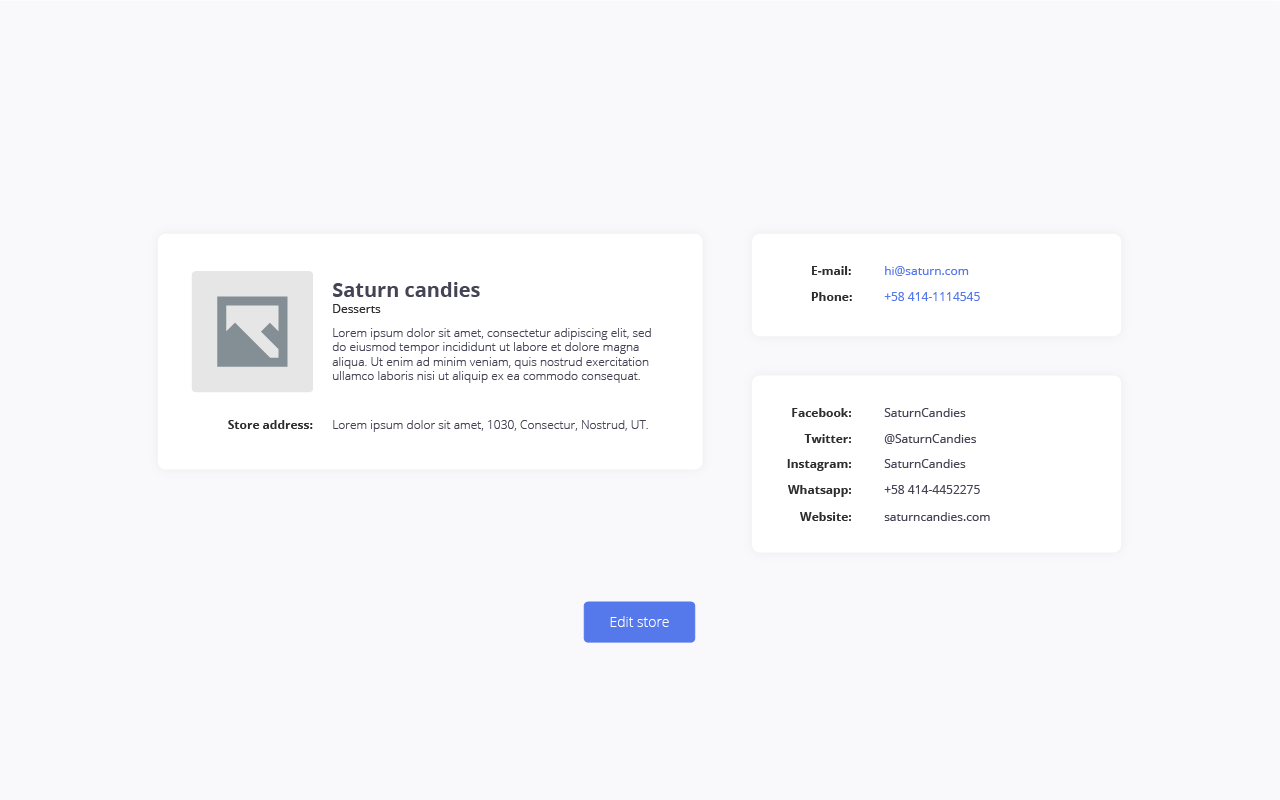 Saturn candies
Desserts
Lorem ipsum dolor sit amet, consectetur adipiscing elit, sed
do eiusmod tempor incididunt ut labore et dolore magna
aliqua. Ut enim ad minim veniam, quis nostrud exercitation
ullamco laboris nisi ut aliquip ex ea commodo consequat.
Store address: Lorem ipsum dolor sit amet, 1030, Consectur, Nostrud, UT.
E-mail: hi@saturn.com
Phone: +58 414-1114545
Facebook: SaturnCandies
Twitter: @SaturnCandies
Instagram: SaturnCandies
Whatsapp: +58 414-4452275
Website: saturncandies.com
Edit store